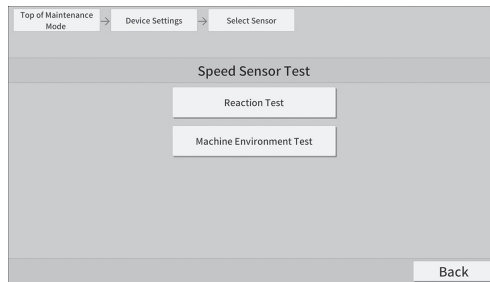 Top of Maintenance
Mode
→
Device Settings
→
Select Sensor
Speed Sensor Test
Reaction Test
Machine Environment Test
Back